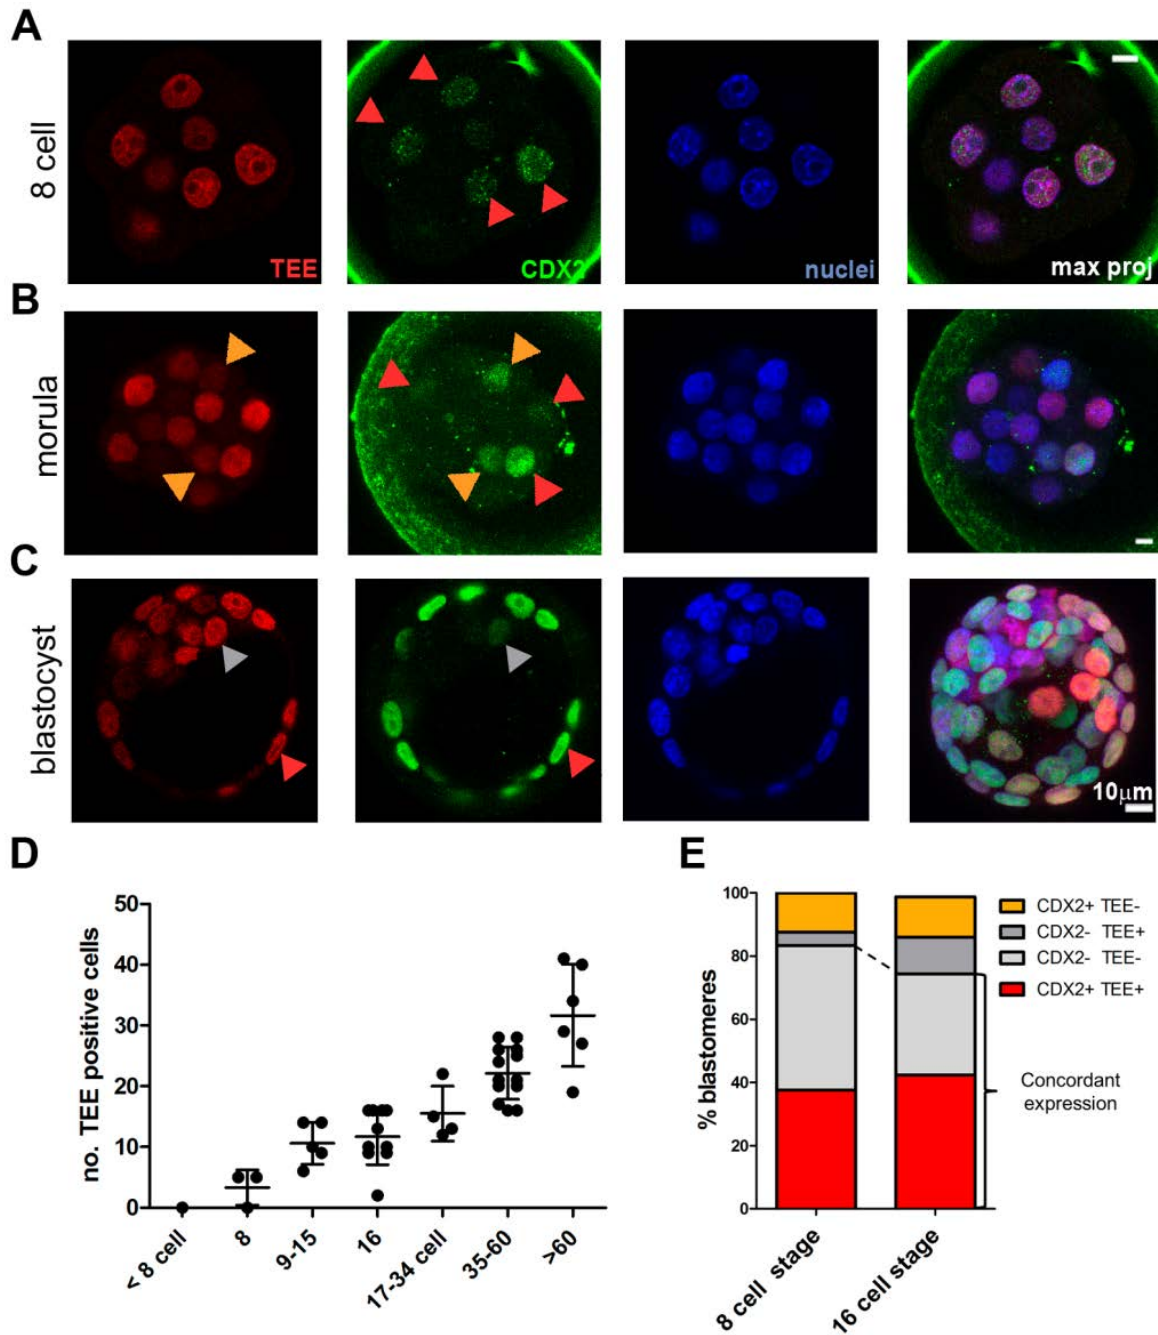 A
8 cell
TEE
CDX2
nuclei
max proj
B
morula
C
blastocyst
10μm
D
no. TEE positive cells
50
40
30
20
10
0
< 8 cell
8
9-15
16
17-34 cell
35-60
>60
E
% blastomeres
100
80
60
40
20
0
8 cell stage
16 cell stage
CDX2+ TEE-
CDX2- TEE+
CDX2- TEE-
CDX2+ TEE+
Concordant
expression